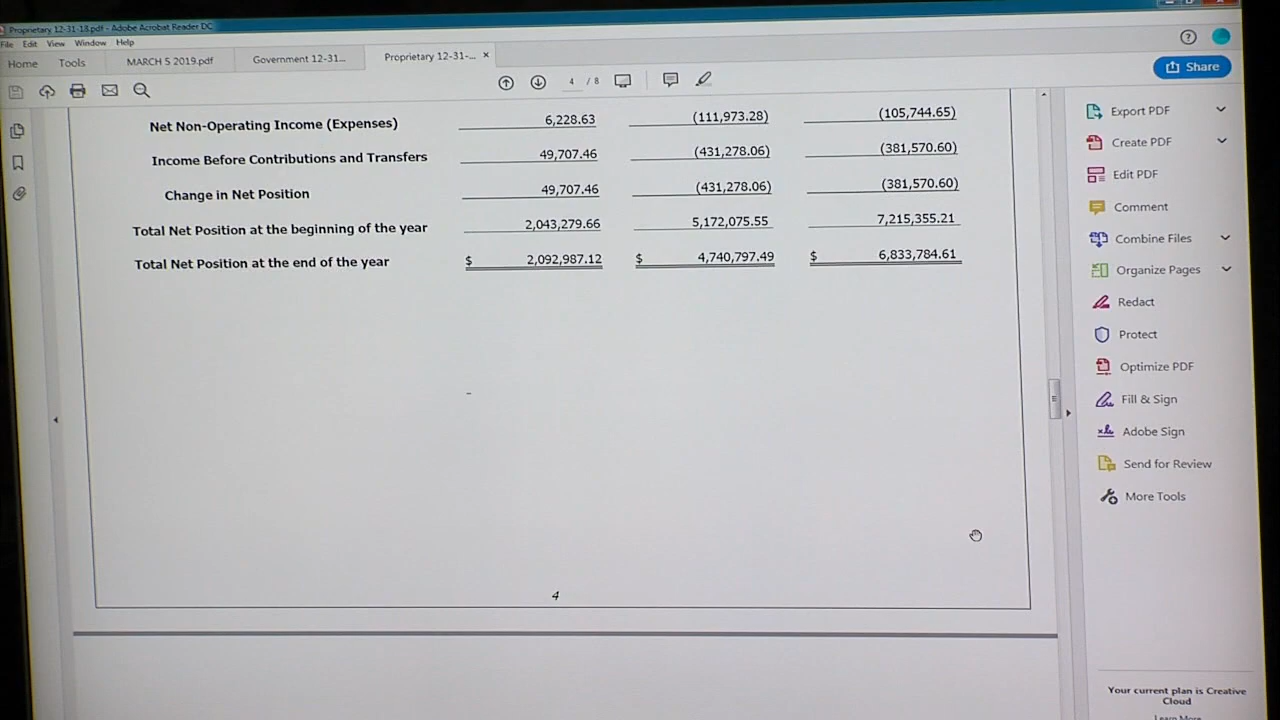 Proprietary 12-31-18.pdf - Adobe Acrobat Reader DC
File Edit View Window Help
Home Tools MARCH 5 2019.pdf Government 12-31... Proprietary 12-31-... ×
4 / 8
Share
Net Non-Operating Income (Expenses) 6,228.63 (111,973.28) (105,744.65)
Income Before Contributions and Transfers 49,707.46 (431,278.06) (381,570.60)
Change in Net Position 49,707.46 (431,278.06) (381,570.60)
Total Net Position at the beginning of the year 2,043,279.66 5,172,075.55 7,215,355.21
Total Net Position at the end of the year $ 2,092,987.12 $ 4,740,797.49 $ 6,833,784.61
4
Export PDF
Create PDF
Edit PDF
Comment
Combine Files
Organize Pages
Redact
Protect
Optimize PDF
Fill & Sign
Adobe Sign
Send for Review
More Tools
Your current plan is Creative
Cloud
Learn More